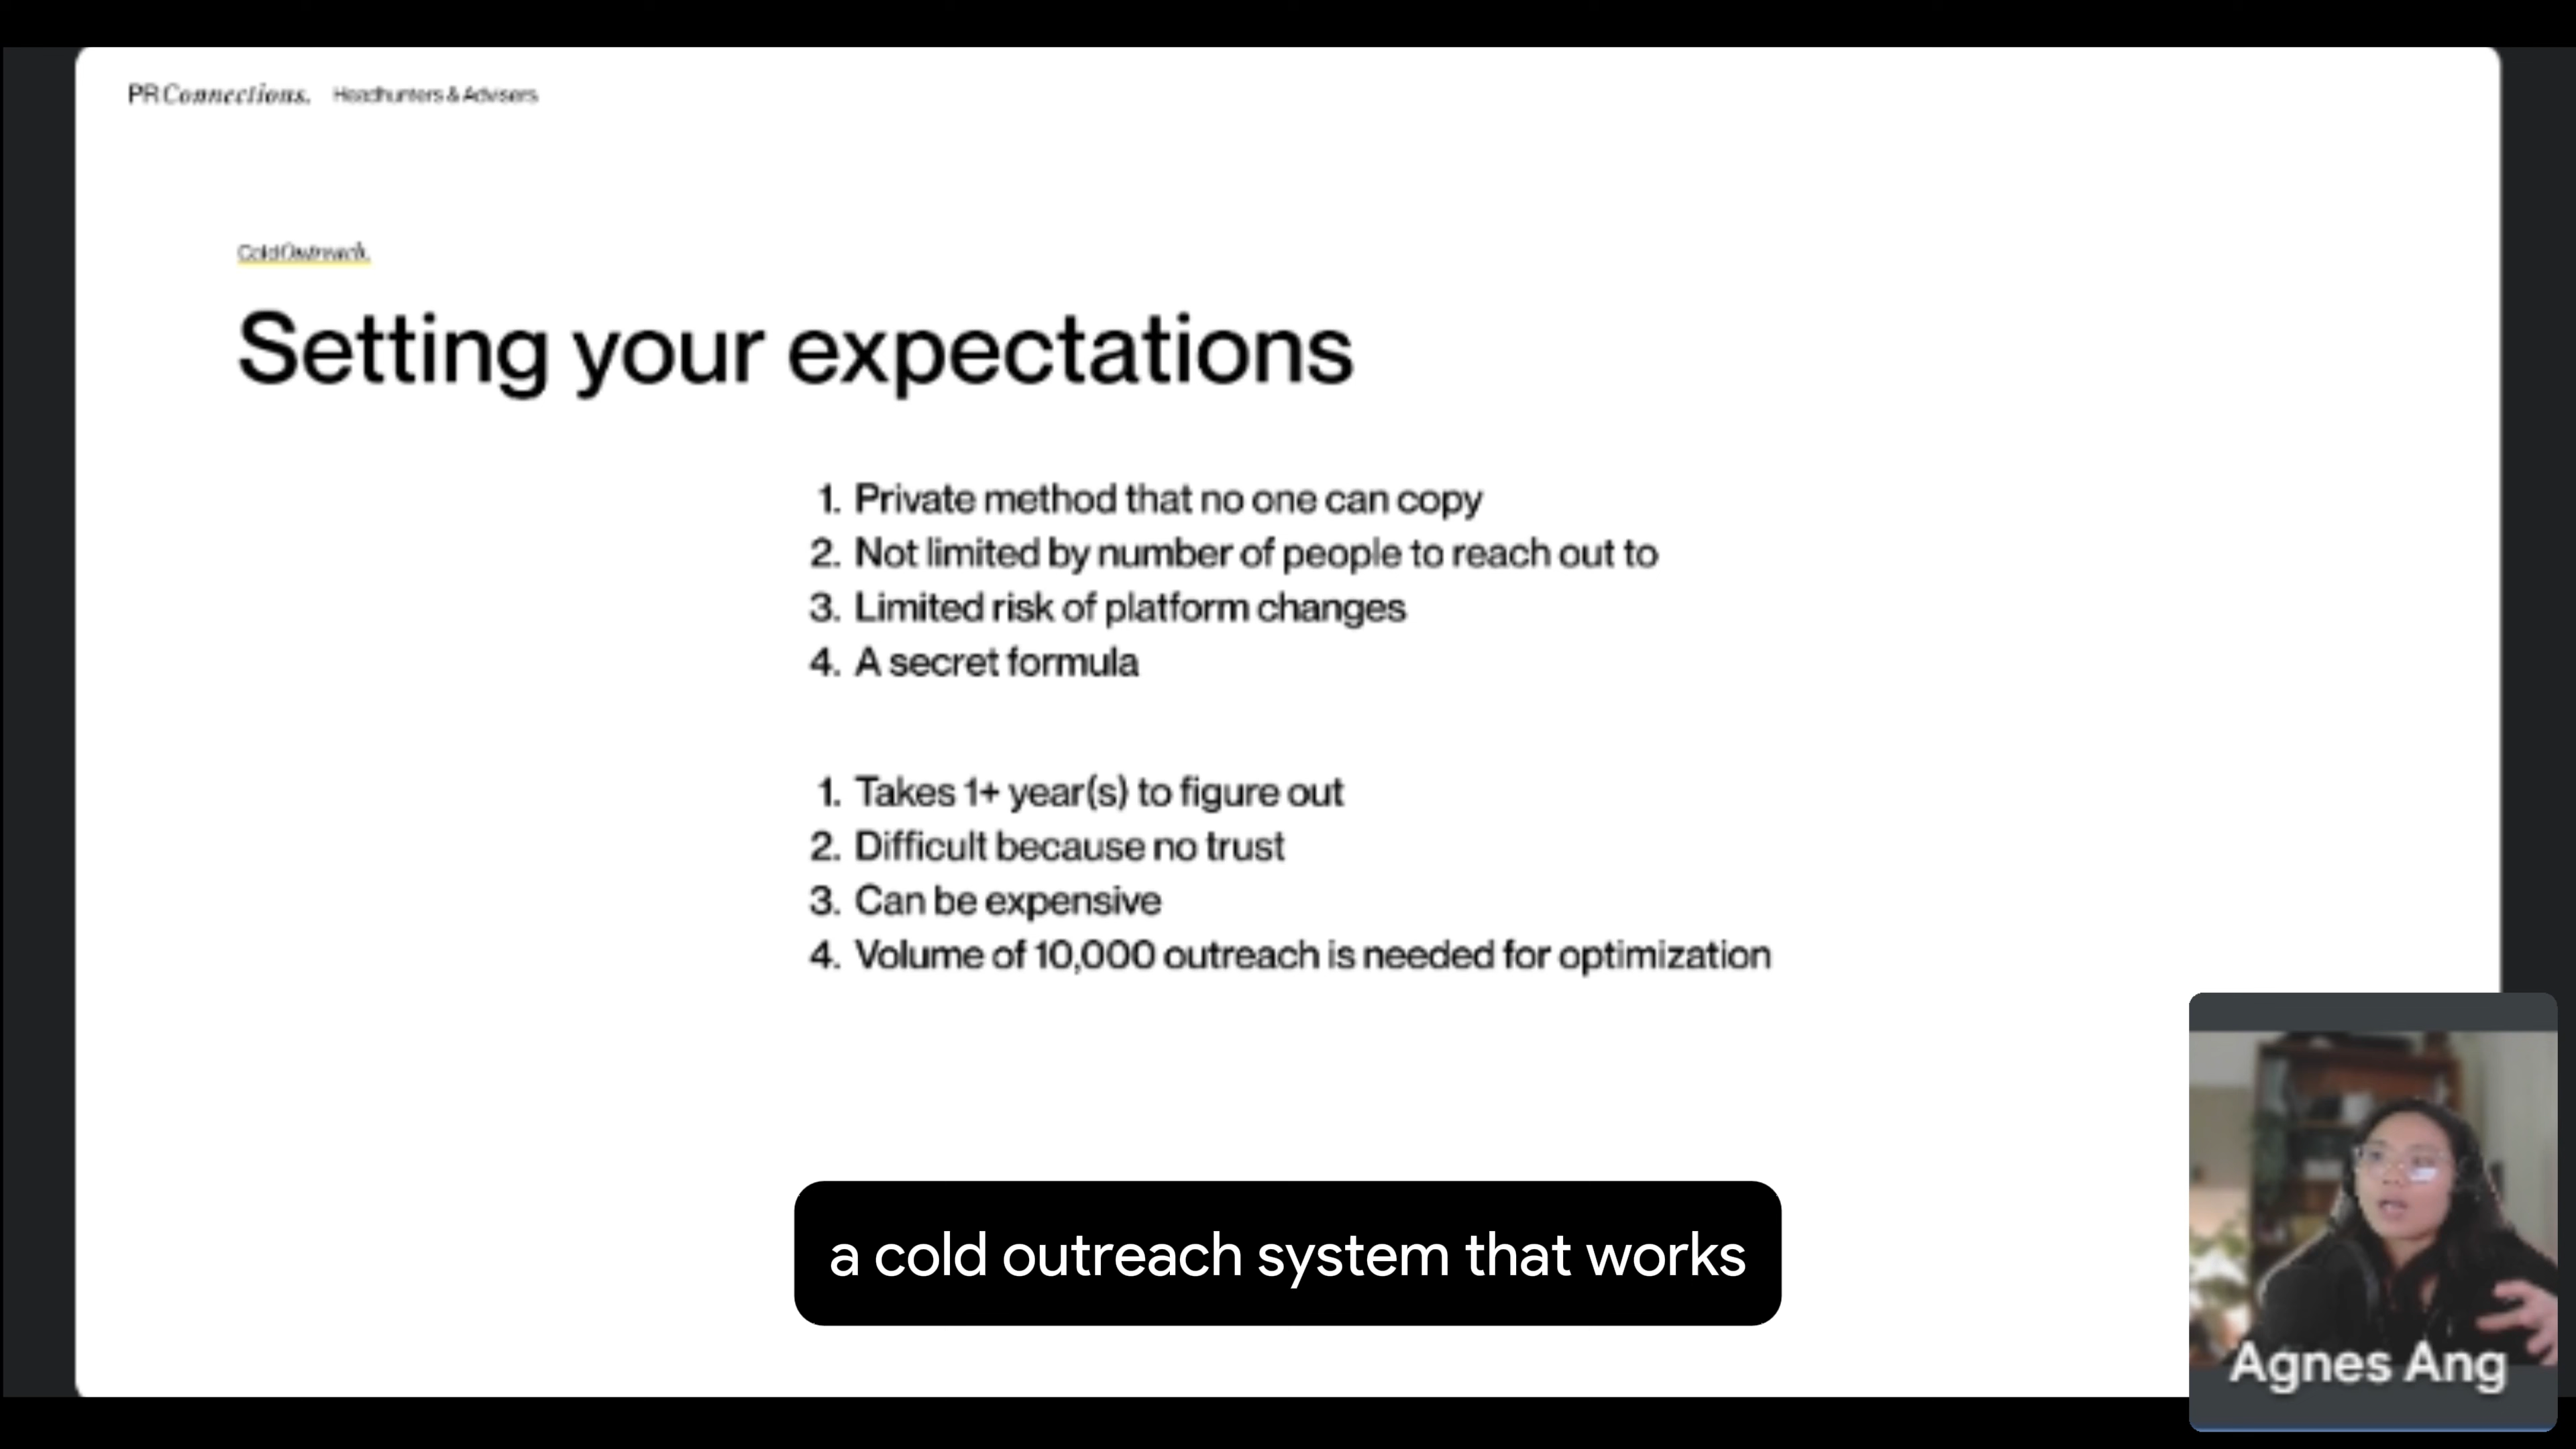 PR Connections. Headhunters & Advisers
Cold Outreach.
Setting your expectations
1. Private method that no one can copy
2. Not limited by number of people to reach out to
3. Limited risk of platform changes
4. A secret formula
1. Takes 1+ year(s) to figure out
2. Difficult because no trust
3. Can be expensive
4. Volume of 10,000 outreach is needed for optimization
a cold outreach system that works
Agnes Ang